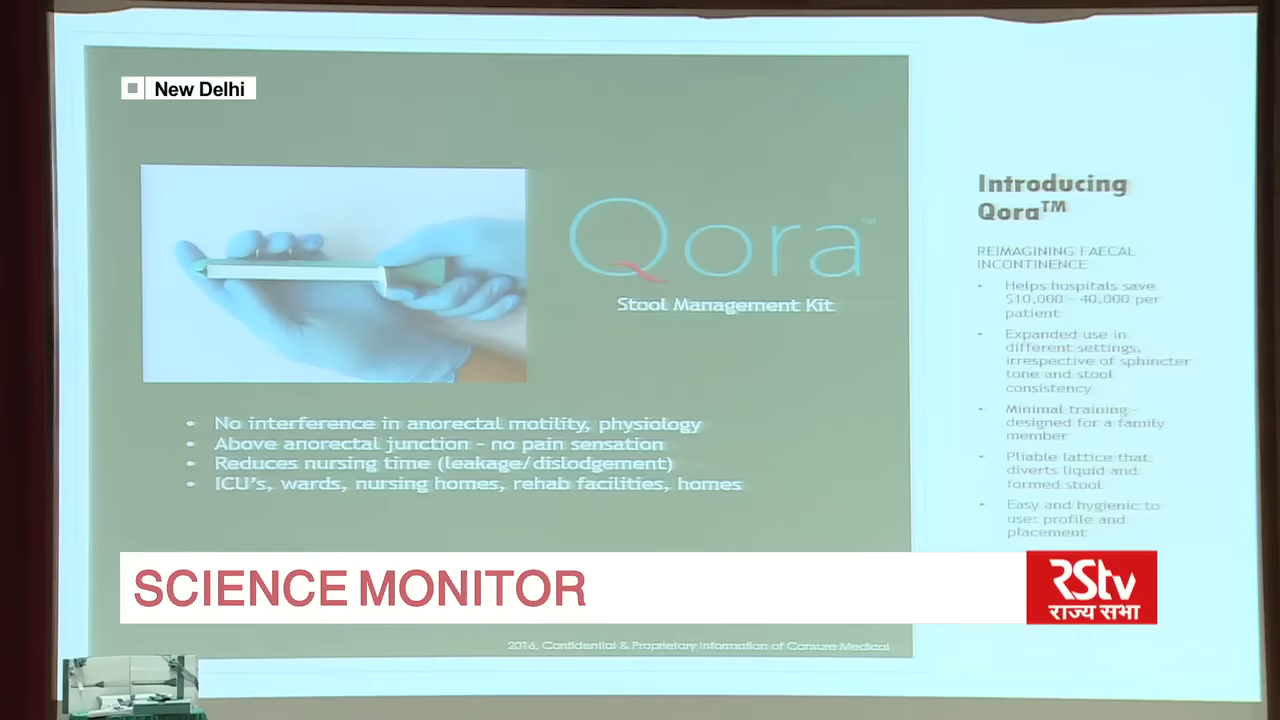 New Delhi
Qora™
Stool Management Kit
• No interference in anorectal motility, physiology
• Above anorectal junction - no pain sensation
• Reduces nursing time (leakage/dislodgement)
• ICU's, wards, nursing homes, rehab facilities, homes
Introducing
Qora™
REIMAGINING FAECAL
INCONTINENCE
- Helps hospitals save
$10,000 – 40,000 per
patient
- Expanded use in
different settings,
irrespective of sphincter
tone and stool
consistency
- Minimal training –
designed for a family
member
- Pliable lattice that
diverts liquid and
formed stool
- Easy and hygienic to
use: profile and
placement
SCIENCE MONITOR
RStv
राज्य सभा
2016, Confidential & Proprietary Information of Consure Medical